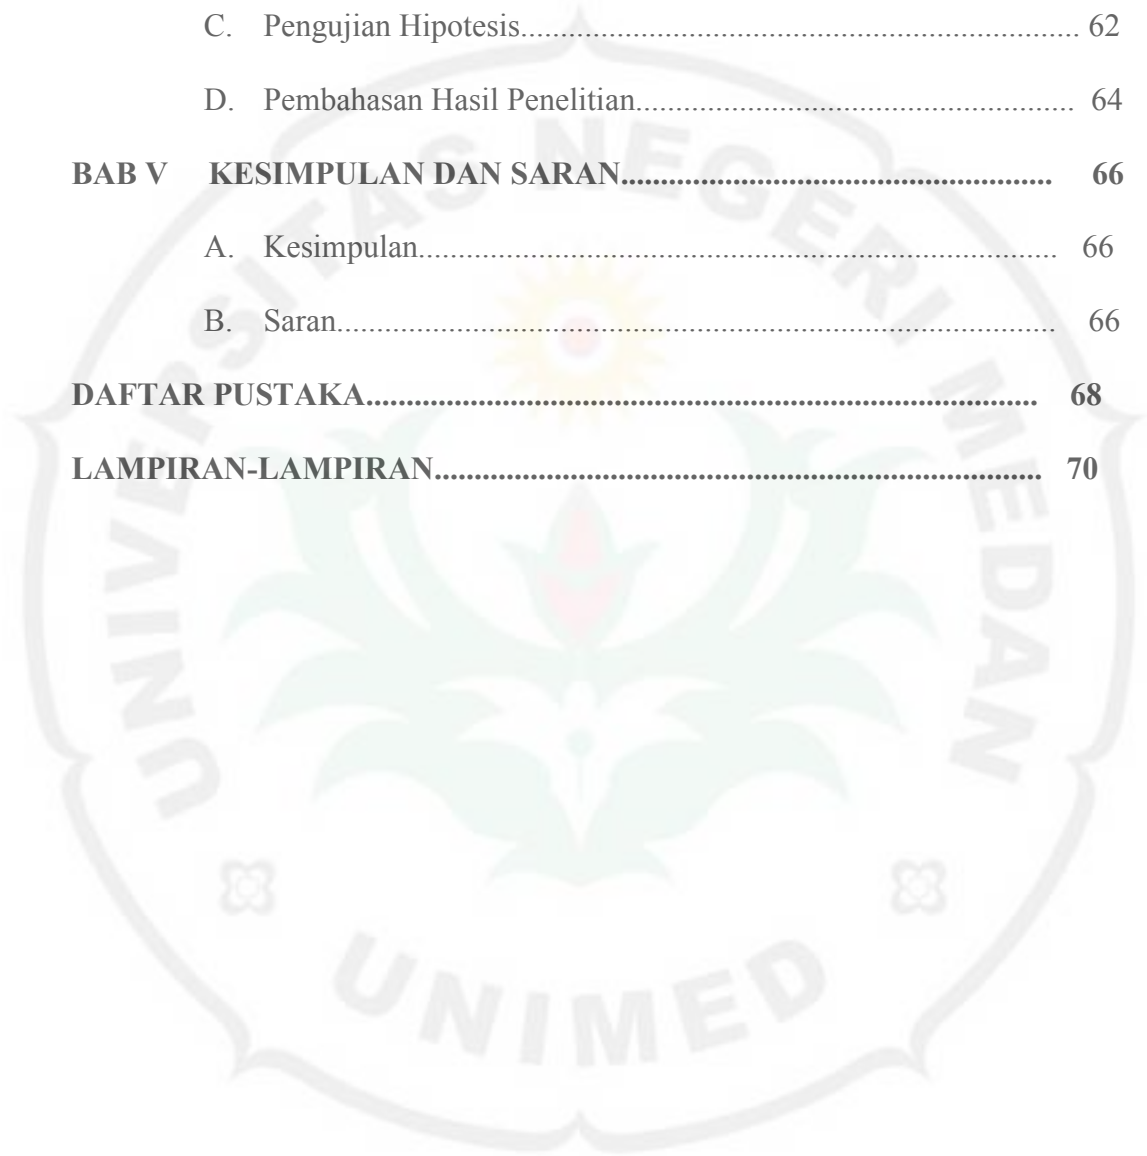 C. Pengujian Hipotesis.................................................................... 62
D. Pembahasan Hasil Penelitian..................................................... 64
BAB V KESIMPULAN DAN SARAN...................................................... 66
A. Kesimpulan............................................................................. 66
B. Saran....................................................................................... 66
DAFTAR PUSTAKA.................................................................................... 68
LAMPIRAN-LAMPIRAN............................................................................ 70
UNIVERSITAS NEGERI MEDAN
UNIMED